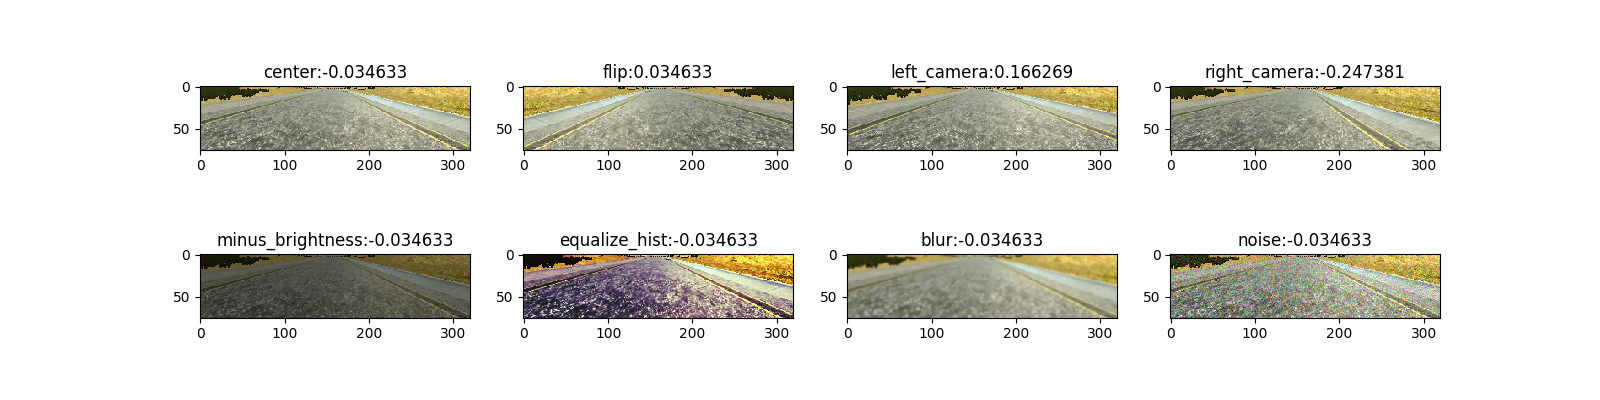 center:-0.034633
flip:0.034633
left_camera:0.166269
right_camera:-0.247381
0
50
0 100 200 300
0
50
0 100 200 300
0
50
0 100 200 300
0
50
0 100 200 300
minus_brightness:-0.034633
equalize_hist:-0.034633
blur:-0.034633
noise:-0.034633
0
50
0 100 200 300
0
50
0 100 200 300
0
50
0 100 200 300
0
50
0 100 200 300